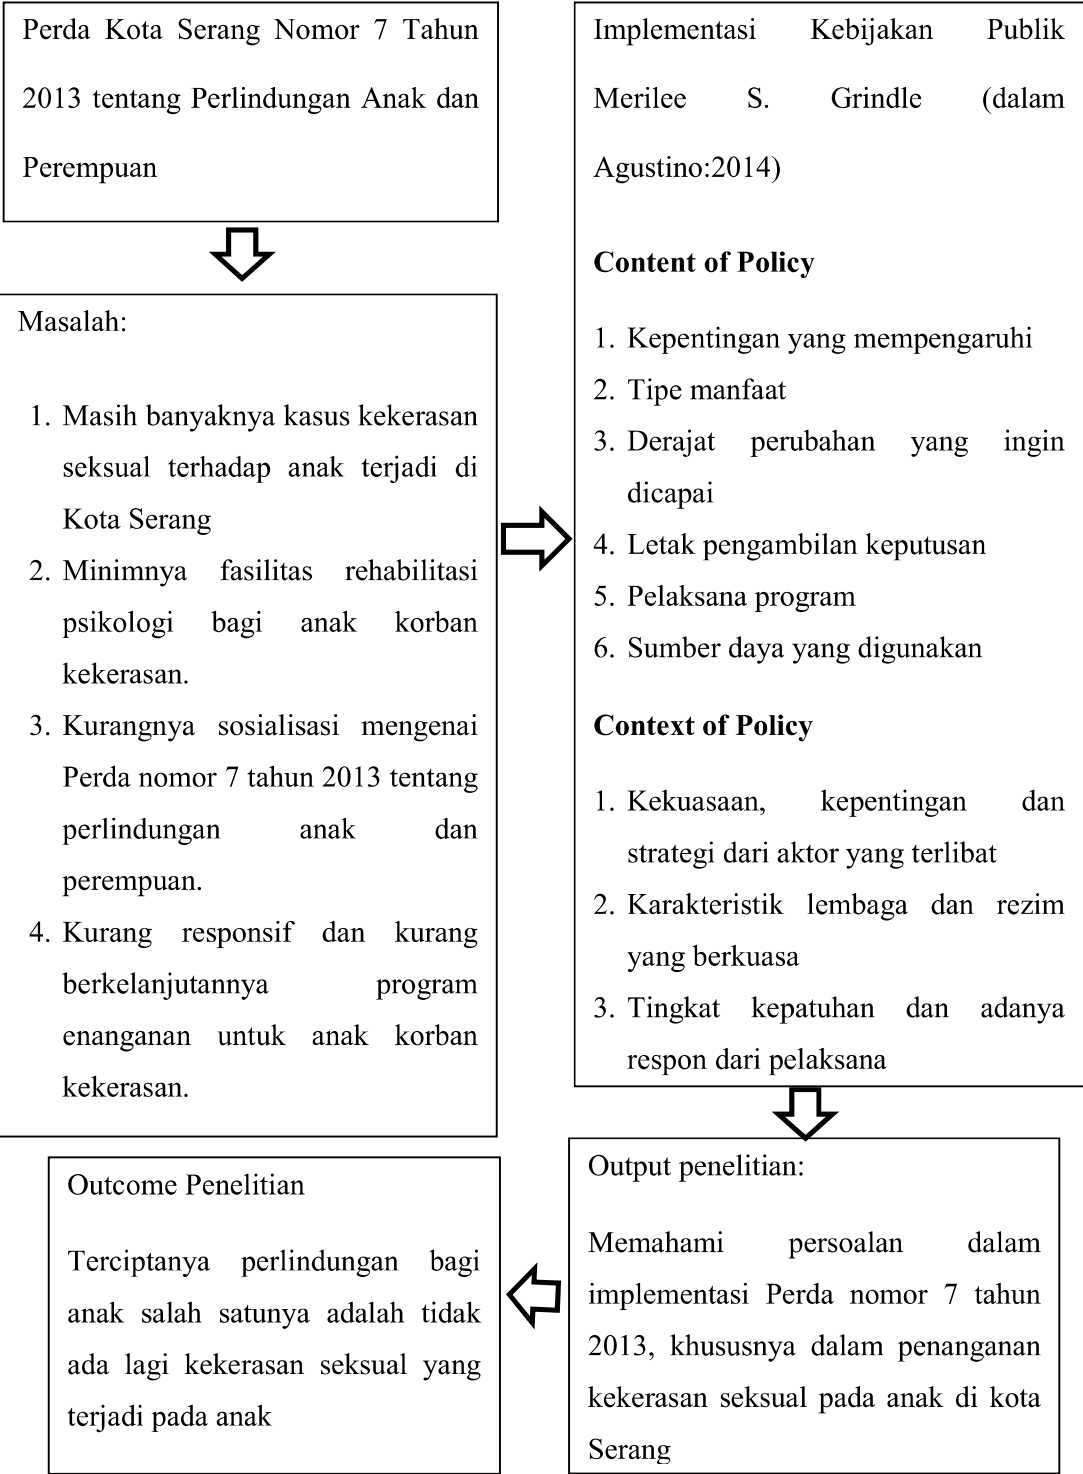 Perda Kota Serang Nomor 7 Tahun
2013 tentang Perlindungan Anak dan
Perempuan
Masalah:
1. Masih banyaknya kasus kekerasan
seksual terhadap anak terjadi di
Kota Serang
2. Minimnya fasilitas rehabilitasi
psikologi bagi anak korban
kekerasan.
3. Kurangnya sosialisasi mengenai
Perda nomor 7 tahun 2013 tentang
perlindungan anak dan
perempuan.
4. Kurang responsif dan kurang
berkelanjutannya program
enanganan untuk anak korban
kekerasan.
Implementasi Kebijakan Publik
Merilee S. Grindle (dalam
Agustino:2014)
Content of Policy
1. Kepentingan yang mempengaruhi
2. Tipe manfaat
3. Derajat perubahan yang ingin
dicapai
4. Letak pengambilan keputusan
5. Pelaksana program
6. Sumber daya yang digunakan
Context of Policy
1. Kekuasaan, kepentingan dan
strategi dari aktor yang terlibat
2. Karakteristik lembaga dan rezim
yang berkuasa
3. Tingkat kepatuhan dan adanya
respon dari pelaksana
Output penelitian:
Memahami persoalan dalam
implementasi Perda nomor 7 tahun
2013, khususnya dalam penanganan
kekerasan seksual pada anak di kota
Serang
Outcome Penelitian
Terciptanya perlindungan bagi
anak salah satunya adalah tidak
ada lagi kekerasan seksual yang
terjadi pada anak